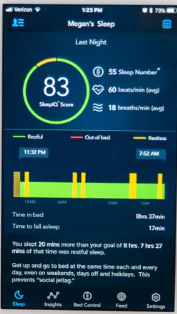 Verizon 1:23 PM 73%
Megan's Sleep
Last Night
83
SleepIQ® Score
55 Sleep Number®
60 beats/min (avg)
18 breaths/min (avg)
Restful Out of bed Restless
11:32 PM 7:52 AM
12AM
Time in bed 8hrs 37min
Time to fall asleep 17min
You slept 20 mins more than your goal of 8 hrs. 7 hrs 27
mins of that time was restful sleep.
Get up and go to bed at the same time each and every
day, even on weekends, days off and holidays. This
prevents "social jetlag."
Sleep Insights Bed Control Feed Settings